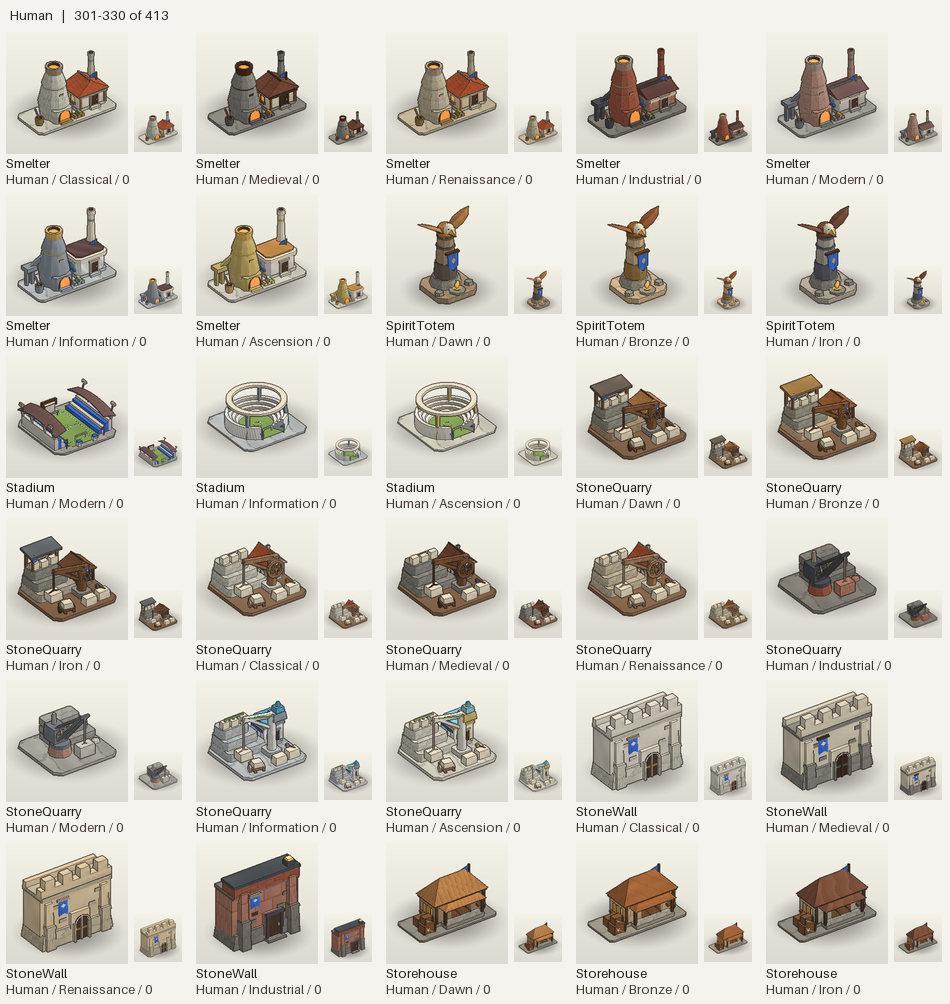 Human | 301-330 of 413
Smelter
Human / Classical / 0
Smelter
Human / Medieval / 0
Smelter
Human / Renaissance / 0
Smelter
Human / Industrial / 0
Smelter
Human / Modern / 0
Smelter
Human / Information / 0
Smelter
Human / Ascension / 0
SpiritTotem
Human / Dawn / 0
SpiritTotem
Human / Bronze / 0
SpiritTotem
Human / Iron / 0
Stadium
Human / Modern / 0
Stadium
Human / Information / 0
Stadium
Human / Ascension / 0
StoneQuarry
Human / Dawn / 0
StoneQuarry
Human / Bronze / 0
StoneQuarry
Human / Iron / 0
StoneQuarry
Human / Classical / 0
StoneQuarry
Human / Medieval / 0
StoneQuarry
Human / Renaissance / 0
StoneQuarry
Human / Industrial / 0
StoneQuarry
Human / Modern / 0
StoneQuarry
Human / Information / 0
StoneQuarry
Human / Ascension / 0
StoneWall
Human / Classical / 0
StoneWall
Human / Medieval / 0
StoneWall
Human / Renaissance / 0
StoneWall
Human / Industrial / 0
Storehouse
Human / Dawn / 0
Storehouse
Human / Bronze / 0
Storehouse
Human / Iron / 0